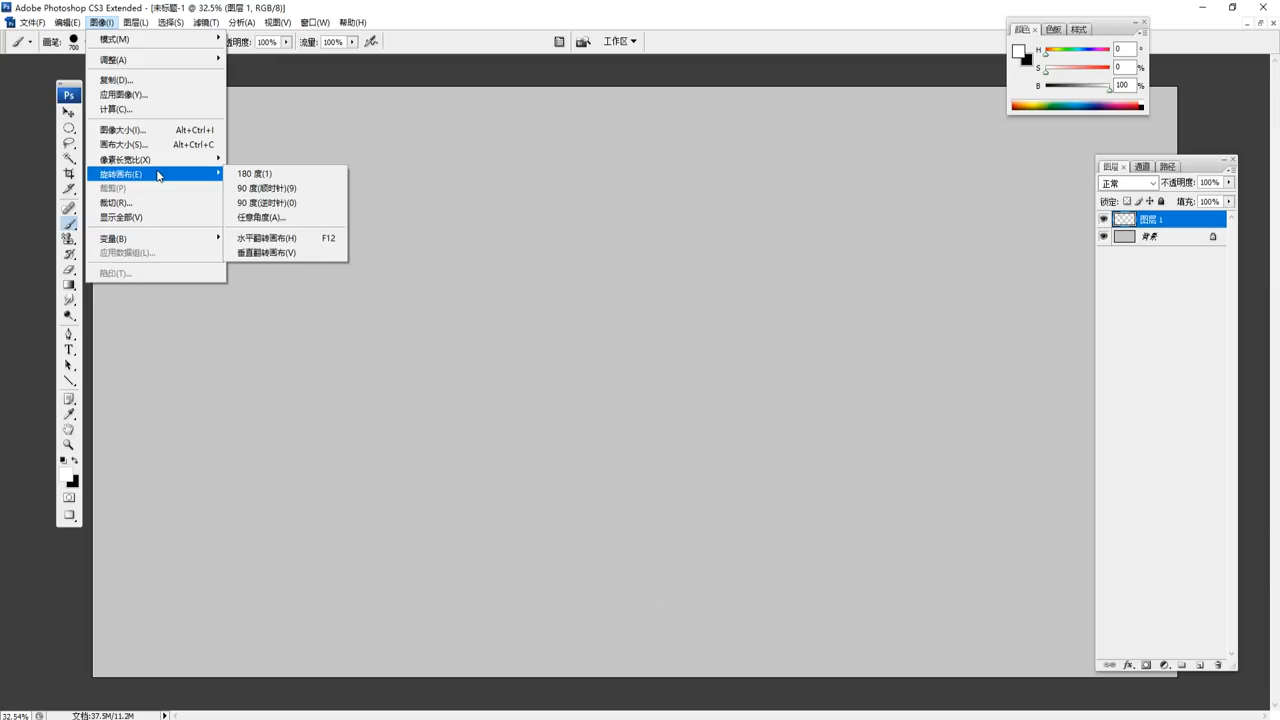 Adobe Photoshop CS3 Extended - [未标题-1 @ 32.5% (图层 1, RGB/8)]
文件(F) 编辑(E) 图像(I) 图层(L) 选择(S) 滤镜(T) 分析(A) 视图(V) 窗口(W) 帮助(H)
画笔: 700 透明度: 100% 流量: 100% 工作区
模式(M)
调整(A)
复制(D)...
应用图像(Y)...
计算(C)...
图像大小(I)... Alt+Ctrl+I
画布大小(S)... Alt+Ctrl+C
像素长宽比(X)
旋转画布(E)
裁剪(P)
裁切(R)...
显示全部(V)
变量(B)
应用数据组(L)...
陷印(T)...
180 度(1)
90 度(顺时针)(9)
90 度(逆时针)(0)
任意角度(A)...
水平翻转画布(H) F12
垂直翻转画布(V)
Ps
T
颜色 × 色板 样式
H 0 °
S 0 %
B 100 %
图层 × 通道 路径
正常 不透明度: 100%
锁定: 填充: 100%
图层 1
背景
fx
32.54% 文档:37.5M/11.2M